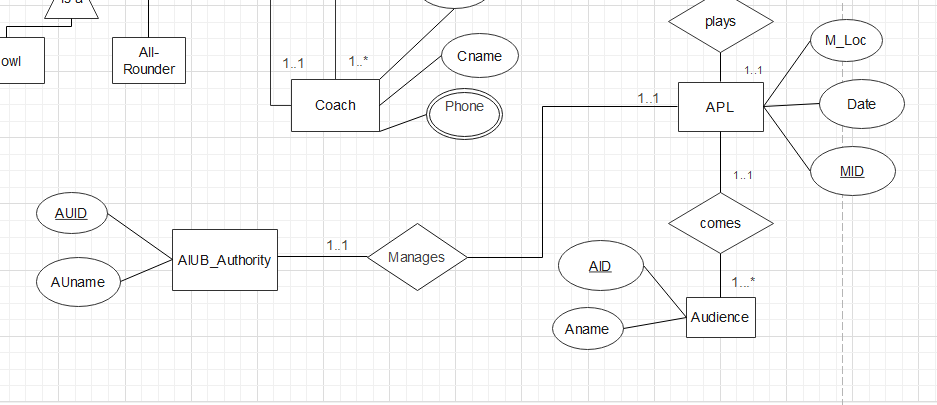 is a
plays
M_Loc
owl
All-
Rounder
1..1
1..*
Cname
1..1
Coach
Phone
1..1
APL
Date
1..1
MID
AUID
comes
AIUB_Authority
1..1
Manages
AID
AUname
1...*
Aname
Audience